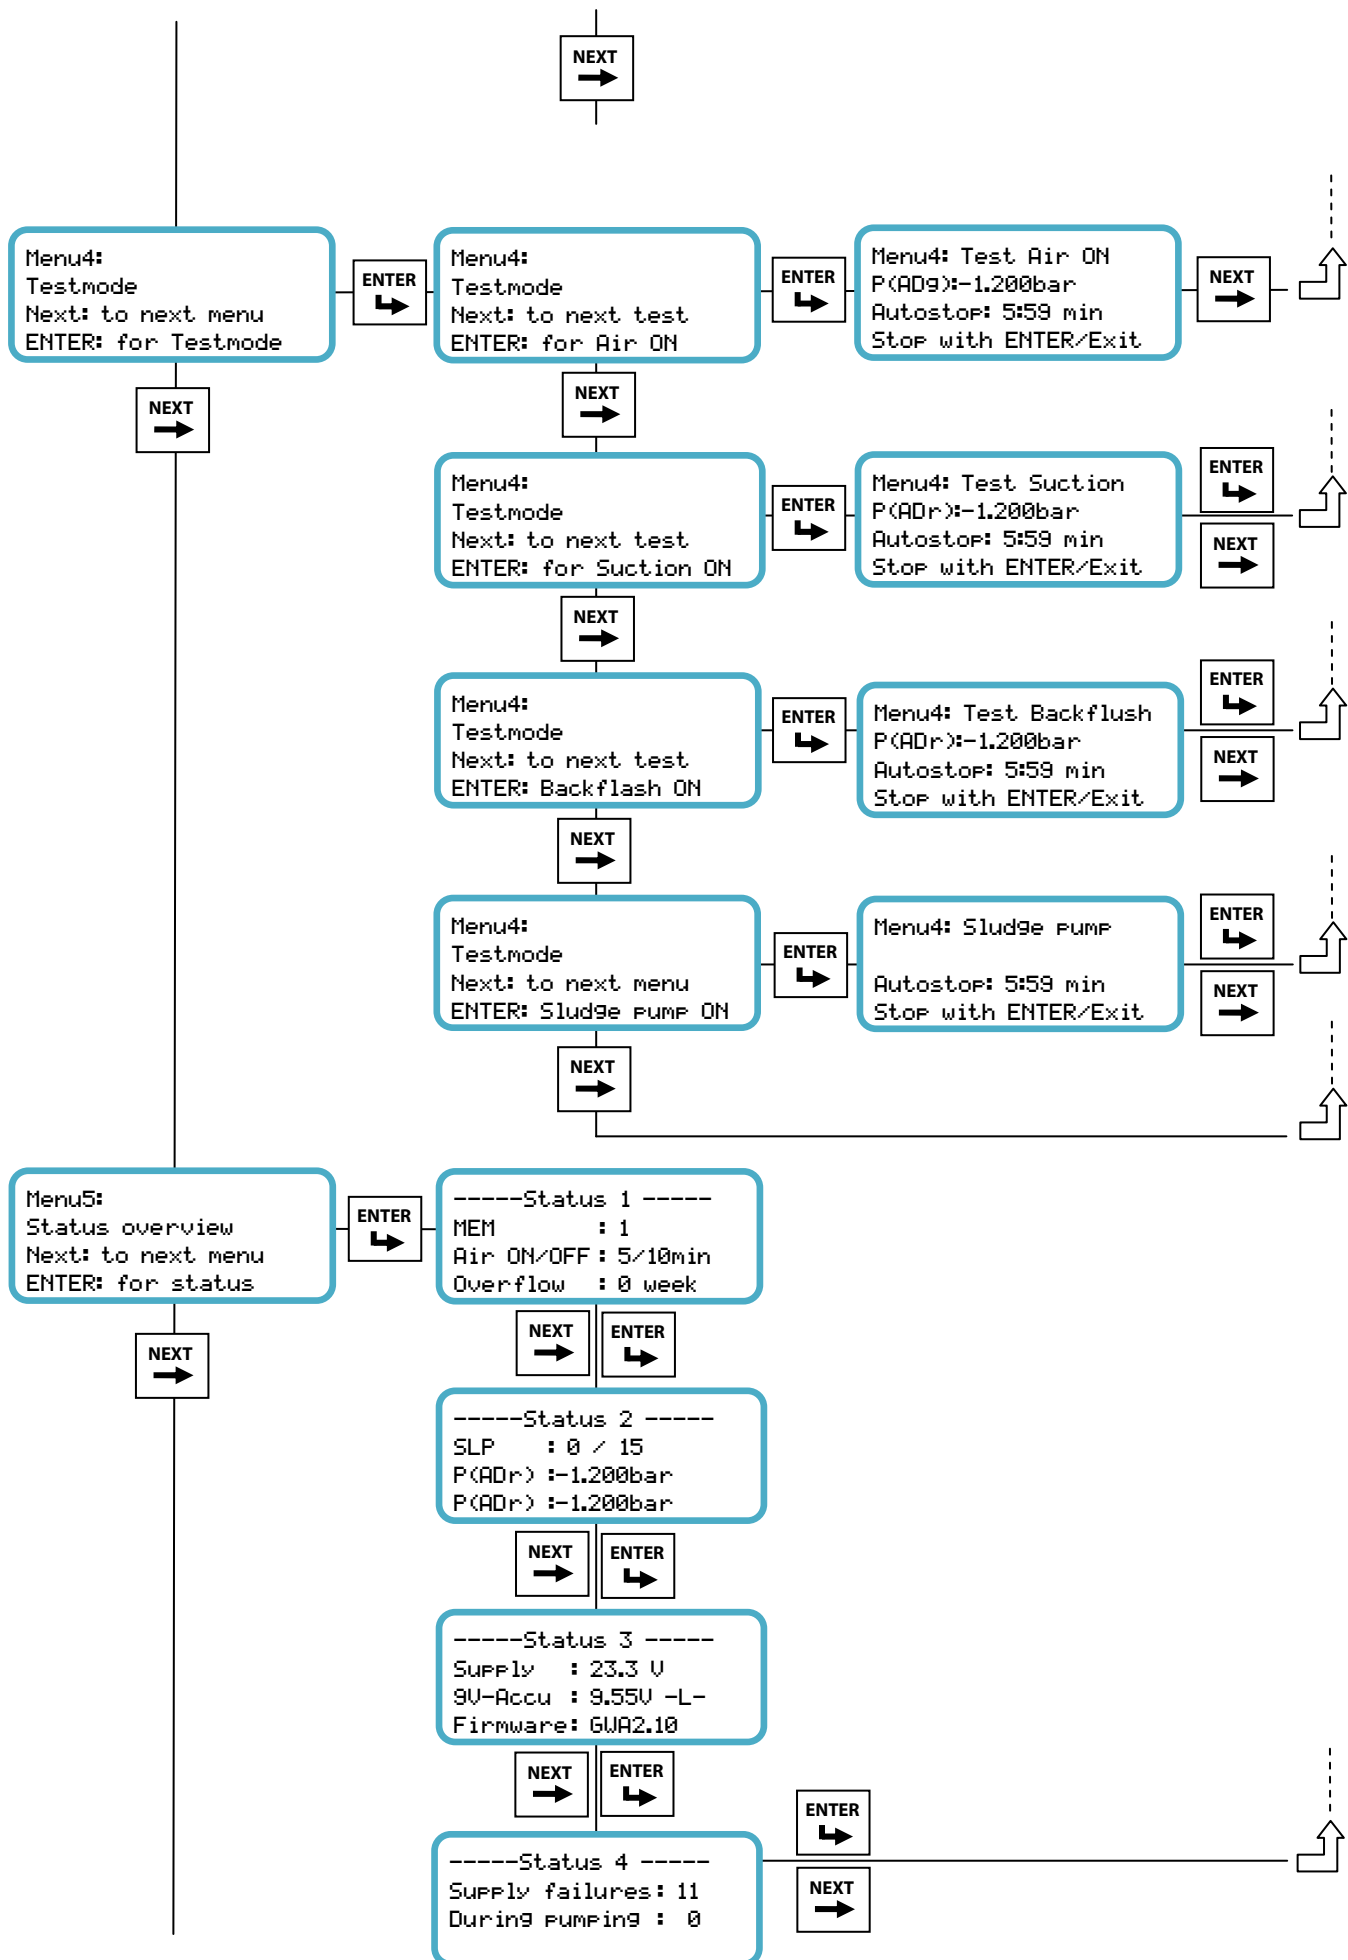 NEXT
Menu4:
Testmode
Next: to next menu
ENTER: for Testmode
ENTER
Menu4:
Testmode
Next: to next test
ENTER: for Air ON
ENTER
Menu4: Test Air ON
P(ADg):-1.200bar
Autostop: 5:59 min
Stop with ENTER/Exit
NEXT
NEXT
NEXT
Menu4:
Testmode
Next: to next test
ENTER: for Suction ON
ENTER
Menu4: Test Suction
P(ADr):-1.200bar
Autostop: 5:59 min
Stop with ENTER/Exit
ENTER
NEXT
NEXT
Menu4:
Testmode
Next: to next test
ENTER: Backflash ON
ENTER
Menu4: Test Backflush
P(ADr):-1.200bar
Autostop: 5:59 min
Stop with ENTER/Exit
ENTER
NEXT
NEXT
Menu4:
Testmode
Next: to next menu
ENTER: Sludge pump ON
ENTER
Menu4: Sludge pump
Autostop: 5:59 min
Stop with ENTER/Exit
ENTER
NEXT
NEXT
Menu5:
Status overview
Next: to next menu
ENTER: for status
ENTER
-----Status 1 -----
MEM : 1
Air ON/OFF : 5/10min
Overflow : 0 week
NEXT
NEXT
ENTER
-----Status 2 -----
SLP : 0 / 15
P(ADr) :-1.200bar
P(ADr) :-1.200bar
NEXT
ENTER
-----Status 3 -----
Supply : 23.3 V
9V-Accu : 9.55V -L-
Firmware: GWA2.10
NEXT
ENTER
-----Status 4 -----
Supply failures: 11
During pumping : 0
ENTER
NEXT